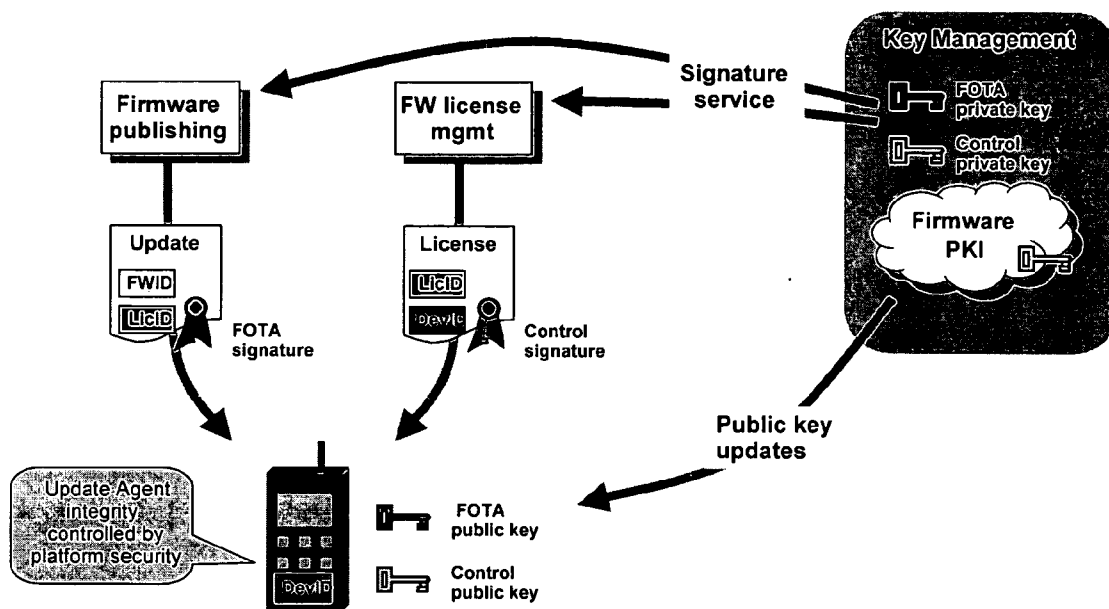 Key Management
Signature
service
FOTA
private key
Control
private key
Firmware
PKI
Firmware
publishing
FW license
mgmt
Update
FWID
LicID
FOTA
signature
License
LicID
DevID
Control
signature
Public key
updates
Update Agent
integrity
controlled by
platform security
DevID
FOTA
public key
Control
public key